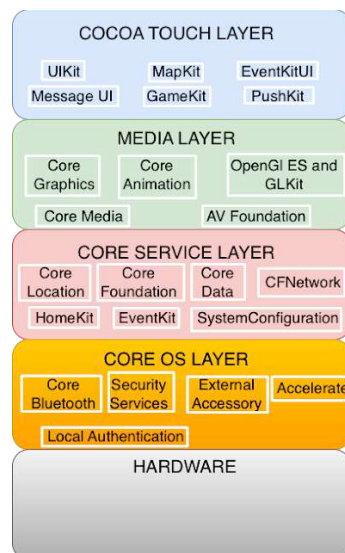 COCOA TOUCH LAYER
UIKit MapKit EventKitUI
Message UI GameKit PushKit
MEDIA LAYER
Core Graphics
Core Animation
OpenGl ES and GLKit
Core Media AV Foundation
CORE SERVICE LAYER
Core Location
Core Foundation
Core Data
CFNetwork
HomeKit EventKit SystemConfiguration
CORE OS LAYER
Core Bluetooth
Security Services
External Accessory
Accelerate
Local Authentication
HARDWARE